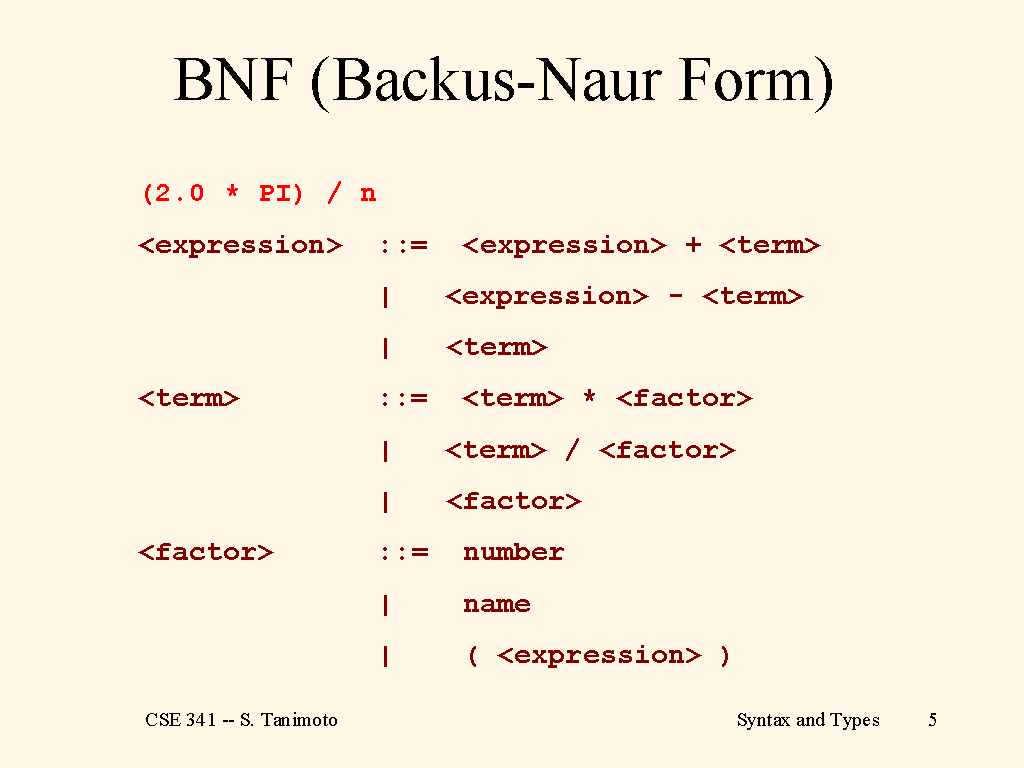 BNF (Backus-Naur Form)
(2.0 * PI) / n
<expression> ::= <expression> + <term>
| <expression> - <term>
| <term>
<term> ::= <term> * <factor>
| <term> / <factor>
| <factor>
<factor> ::= number
| name
| ( <expression> )
CSE 341 -- S. Tanimoto Syntax and Types 5